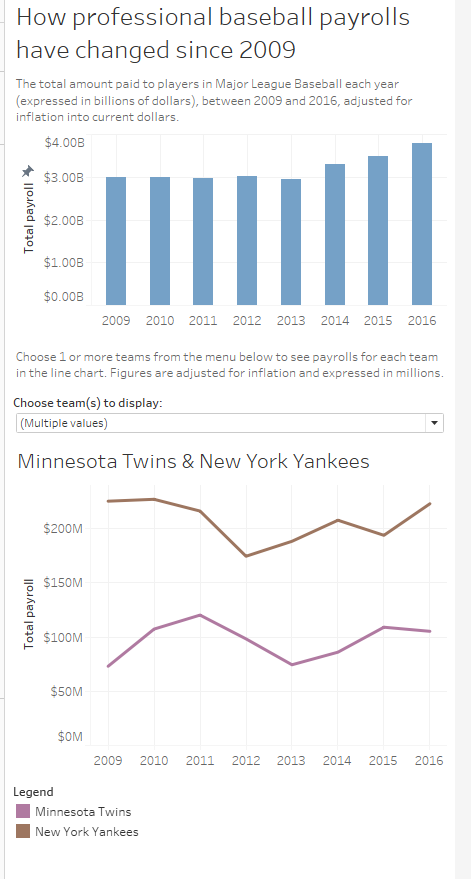 How professional baseball payrolls
have changed since 2009
The total amount paid to players in Major League Baseball each year
(expressed in billions of dollars), between 2009 and 2016, adjusted for
inflation into current dollars.
Total payroll
$4.00B
$3.00B
$2.00B
$1.00B
$0.00B
2009 2010 2011 2012 2013 2014 2015 2016
Choose 1 or more teams from the menu below to see payrolls for each team
in the line chart. Figures are adjusted for inflation and expressed in millions.
Choose team(s) to display:
(Multiple values)
Minnesota Twins & New York Yankees
Total payroll
$200M
$150M
$100M
$50M
$0M
2009 2010 2011 2012 2013 2014 2015 2016
Legend
Minnesota Twins
New York Yankees